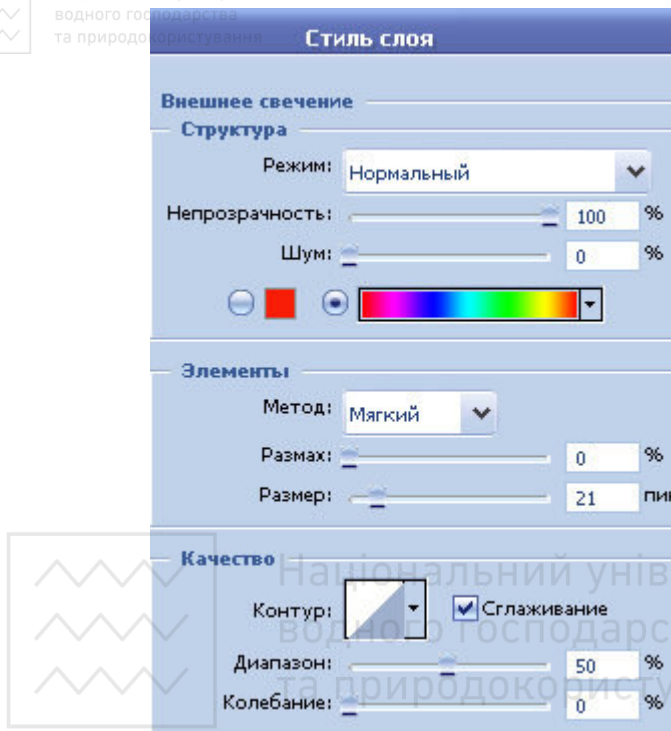 водного господарства
та природокористування
Стиль слоя
Внешнее свечение
Структура
Режим: Нормальный
Непрозрачность: 100 %
Шум: 0 %
Элементы
Метод: Мягкий
Размах: 0 %
Размер: 21 пик
Качество
Національний унів
Контур: Сглаживание
водного господарс
Диапазон: 50 %
та природокористу
Колебание: 0 %